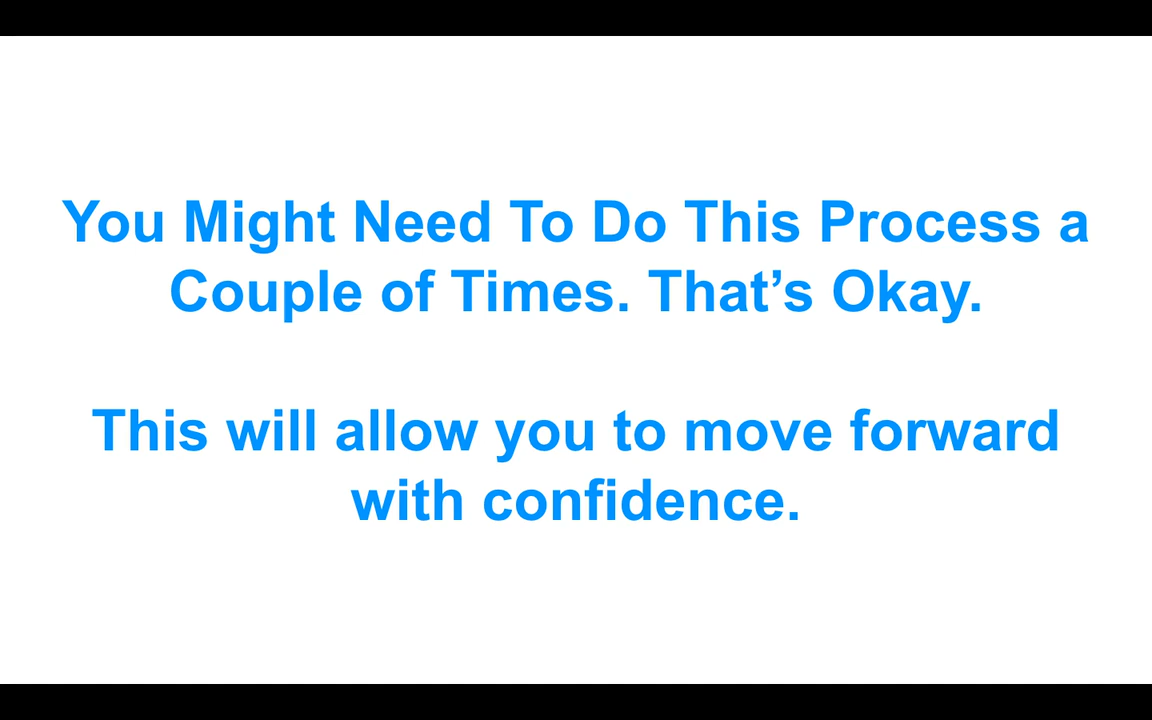 You Might Need To Do This Process a
Couple of Times. That’s Okay.
This will allow you to move forward
with confidence.